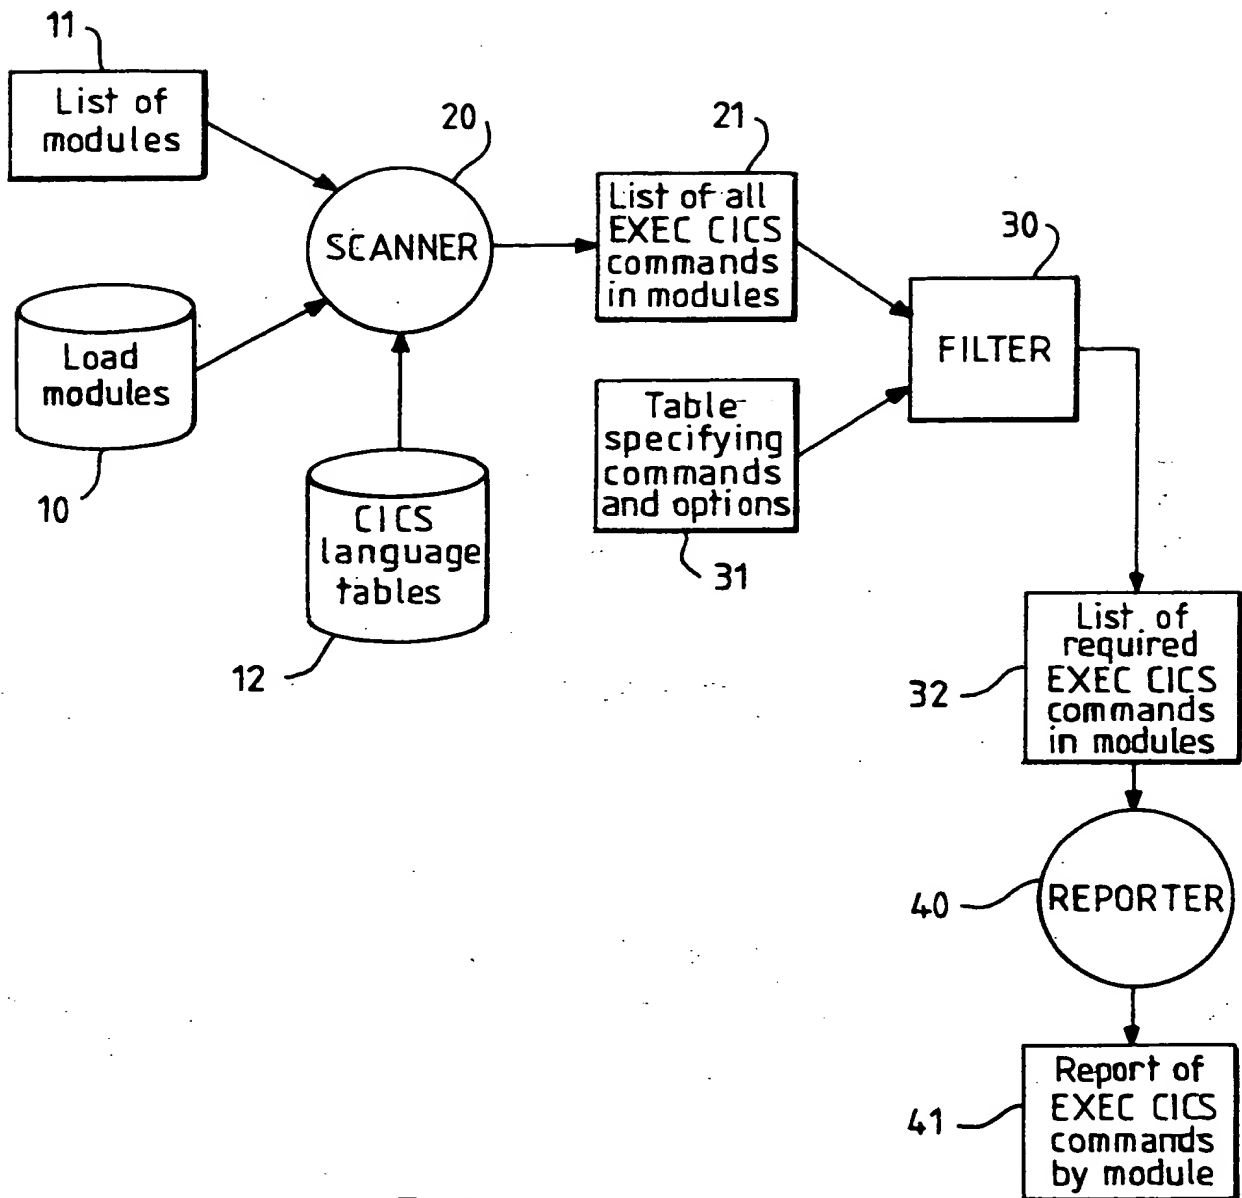 11
List of
modules
20
SCANNER
21
List of all
EXEC CICS
commands
in modules
30
FILTER
Load
modules
10
CICS
language
tables
12
Table
specifying
commands
and options
31
List of
required
EXEC CICS
commands
in modules
32
40
REPORTER
41
Report of
EXEC CICS
commands
by module